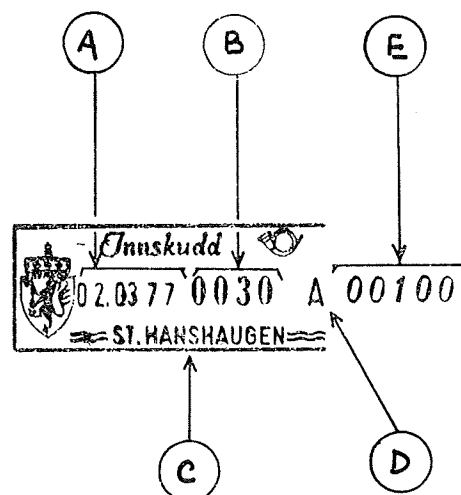 A B E
Innskudd
02.03 77 0030 A 00100
ST. HANSHAUGEN
C D